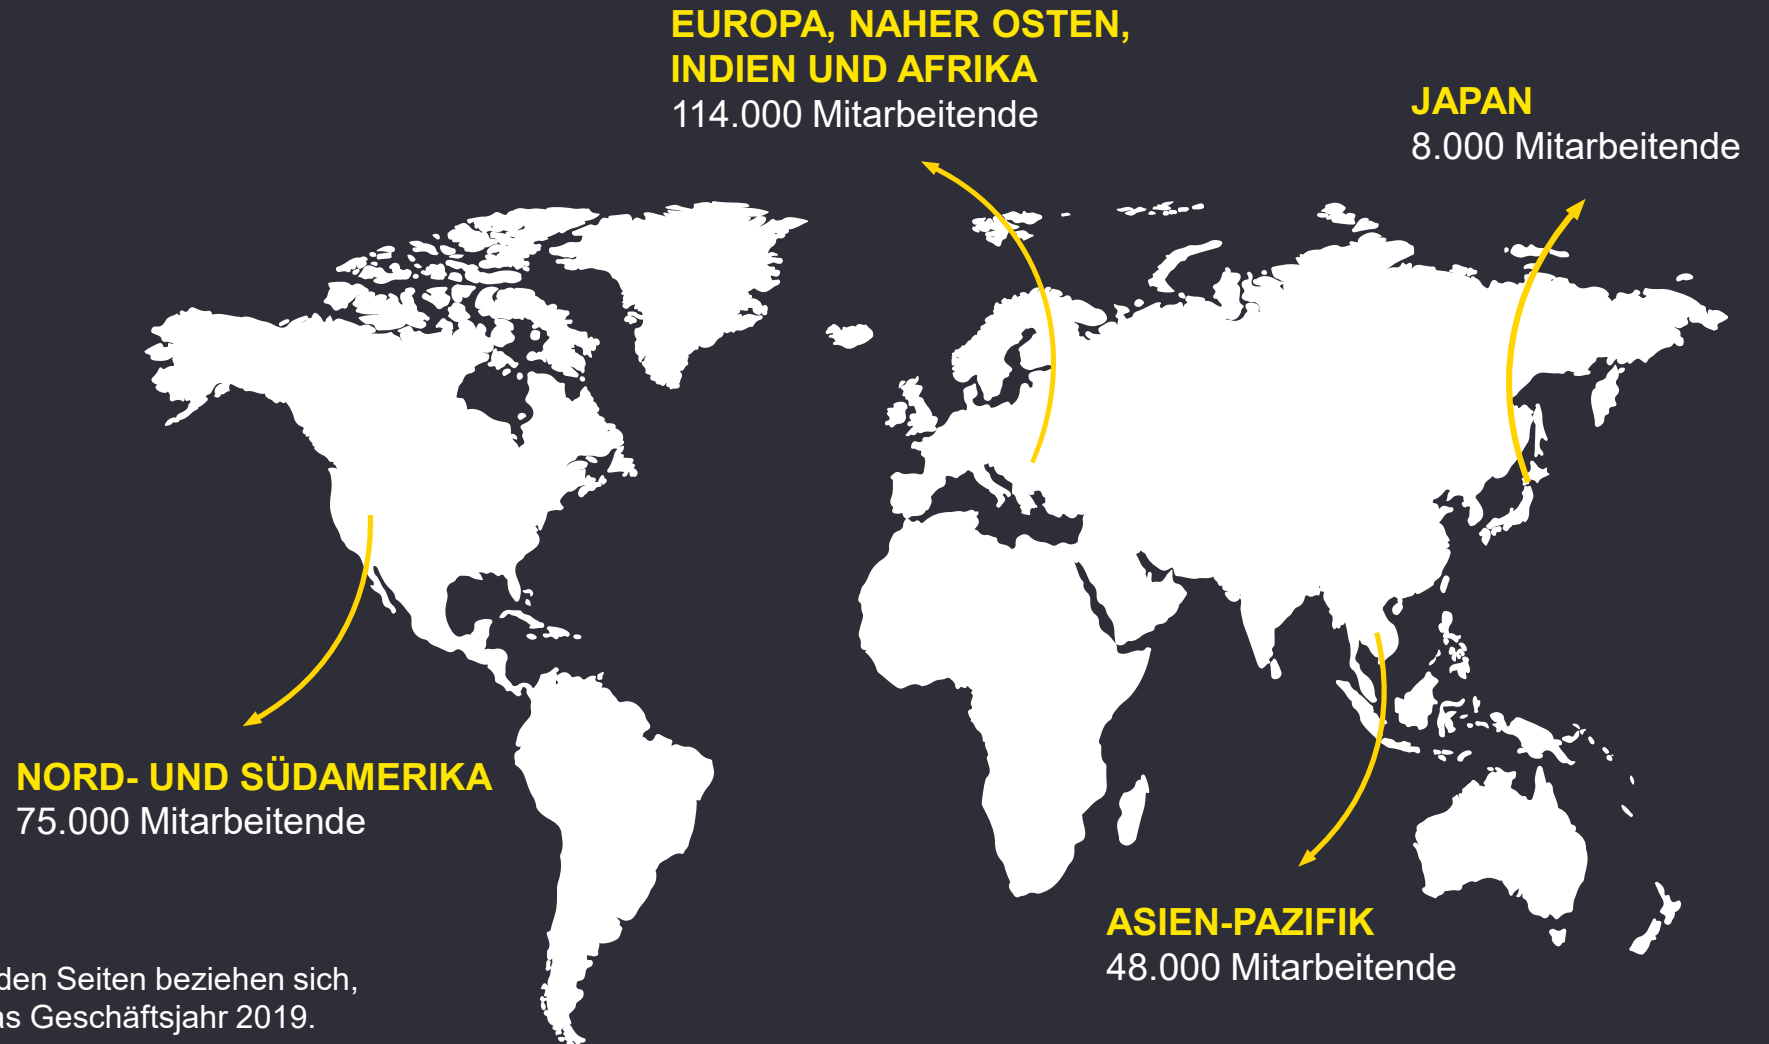 EUROPA, NAHER OSTEN,
INDIEN UND AFRIKA
114.000 Mitarbeitende
JAPAN
8.000 Mitarbeitende
NORD- UND SÜDAMERIKA
75.000 Mitarbeitende
ASIEN-PAZIFIK
48.000 Mitarbeitende
den Seiten beziehen sich,
as Geschäftsjahr 2019.